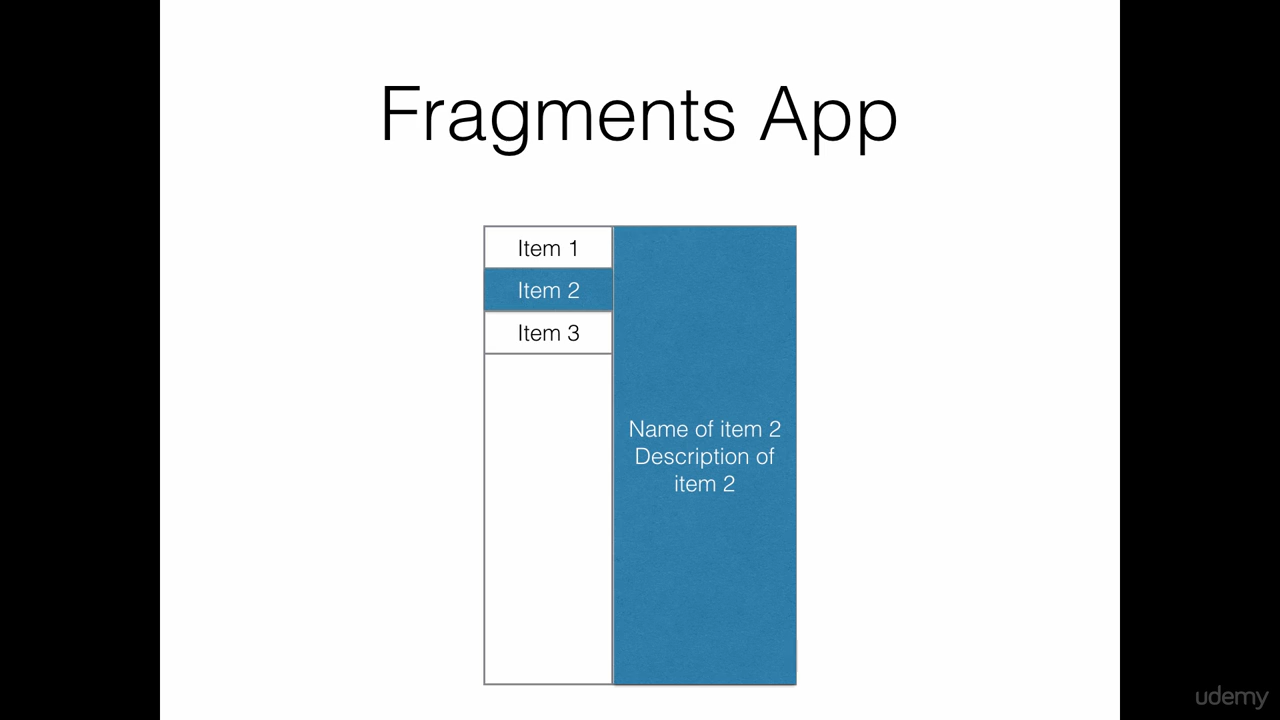 Fragments App
Item 1
Item 2
Item 3
Name of item 2
Description of
item 2
udemy